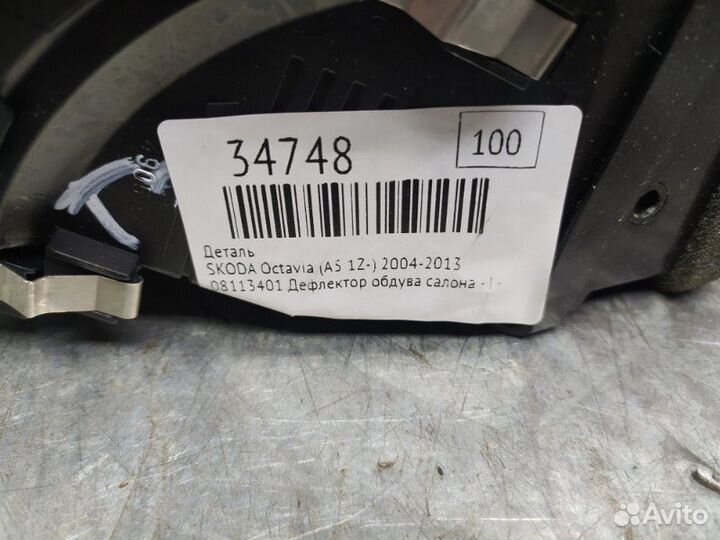 34748
100
Деталь
SKODA Octavia (A5 1Z-) 2004-2013
08113401 Дефлектор обдува салона - | -
Avito